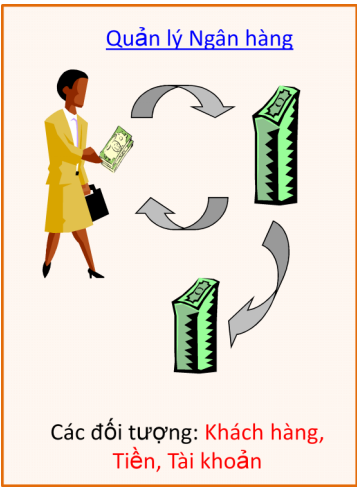 Quản lý Ngân hàng
Các đối tượng: Khách hàng,
Tiền, Tài khoản